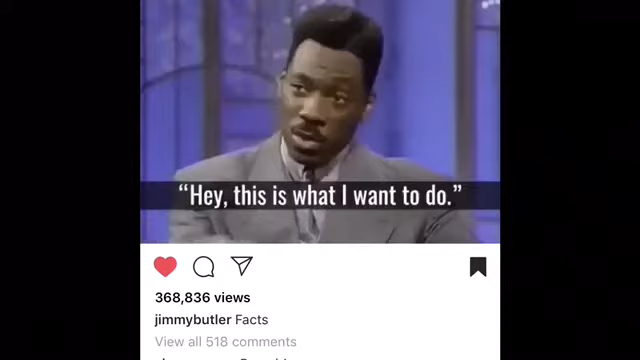 “Hey, this is what I want to do.”
368,836 views
jimmybutler Facts
View all 518 comments